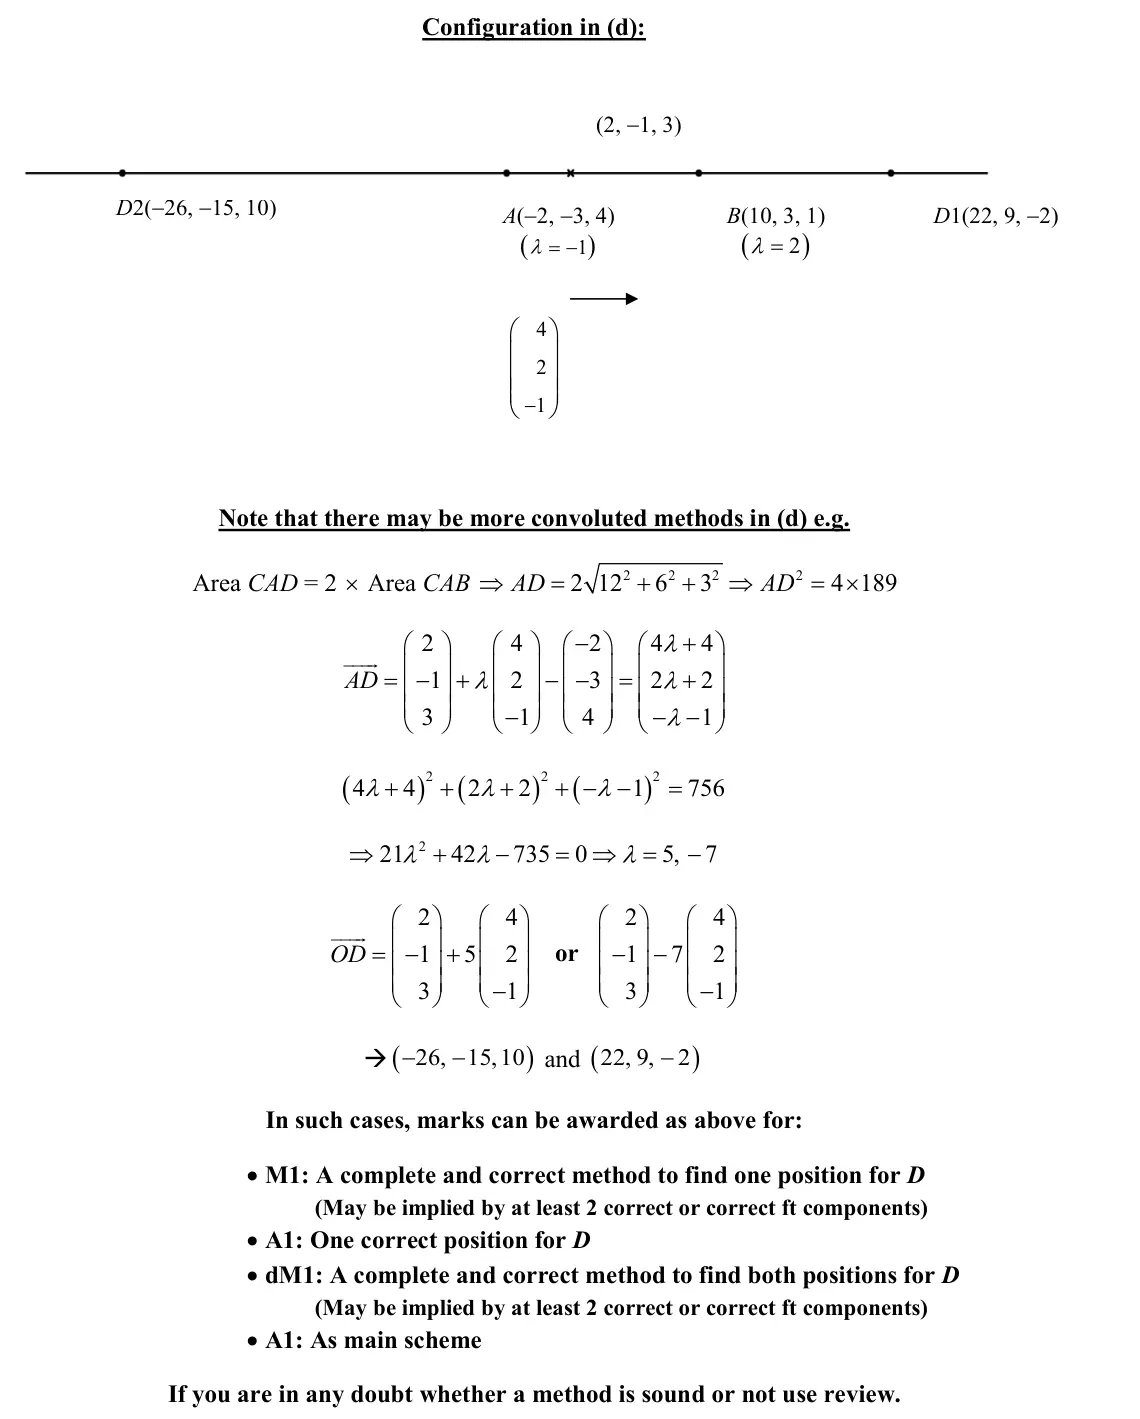 Configuration in (d):
(2, −1, 3)
D2(−26, −15, 10)
A(−2, −3, 4)
(λ = −1)
B(10, 3, 1)
(λ = 2)
D1(22, 9, −2)
4
2
−1
Note that there may be more convoluted methods in (d) e.g.
Area CAD = 2 × Area CAB ⇒ AD = 2√(12² + 6² + 3²) ⇒ AD² = 4×189
AD = (2, −1, 3) + λ(4, 2, −1) − (−2, −3, 4) = (4λ + 4, 2λ + 2, −λ − 1)
(4λ + 4)² + (2λ + 2)² + (−λ − 1)² = 756
⇒ 21λ² + 42λ − 735 = 0 ⇒ λ = 5, −7
OD = (2, −1, 3) + 5(4, 2, −1) or (2, −1, 3) − 7(4, 2, −1)
→ (−26, −15, 10) and (22, 9, −2)
In such cases, marks can be awarded as above for:
• M1: A complete and correct method to find one position for D
(May be implied by at least 2 correct or correct ft components)
• A1: One correct position for D
• dM1: A complete and correct method to find both positions for D
(May be implied by at least 2 correct or correct ft components)
• A1: As main scheme
If you are in any doubt whether a method is sound or not use review.